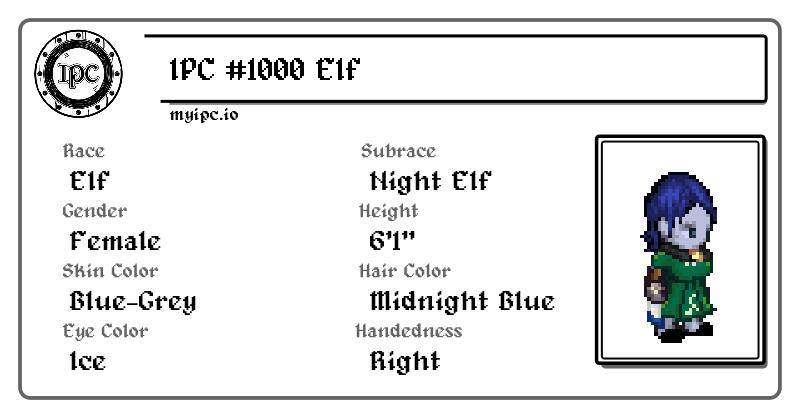 IPC
IPC #1000 Elf
myipc.io
Race
Elf
Subrace
Night Elf
Gender
Female
Height
6'1"
Skin Color
Blue-Grey
Hair Color
Midnight Blue
Eye Color
Ice
Handedness
Right